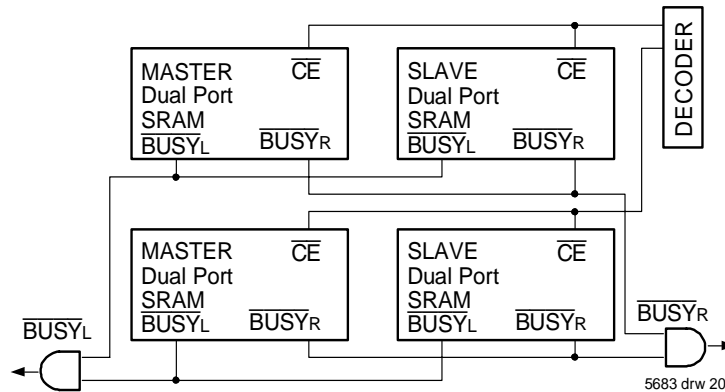 MASTER
Dual Port
SRAM
BUSYL
CE
BUSYR
SLAVE
Dual Port
SRAM
BUSYL
CE
BUSYR
DECODER
MASTER
Dual Port
SRAM
BUSYL
CE
BUSYR
SLAVE
Dual Port
SRAM
BUSYL
CE
BUSYR
BUSYL
BUSYR
5683 drw 20